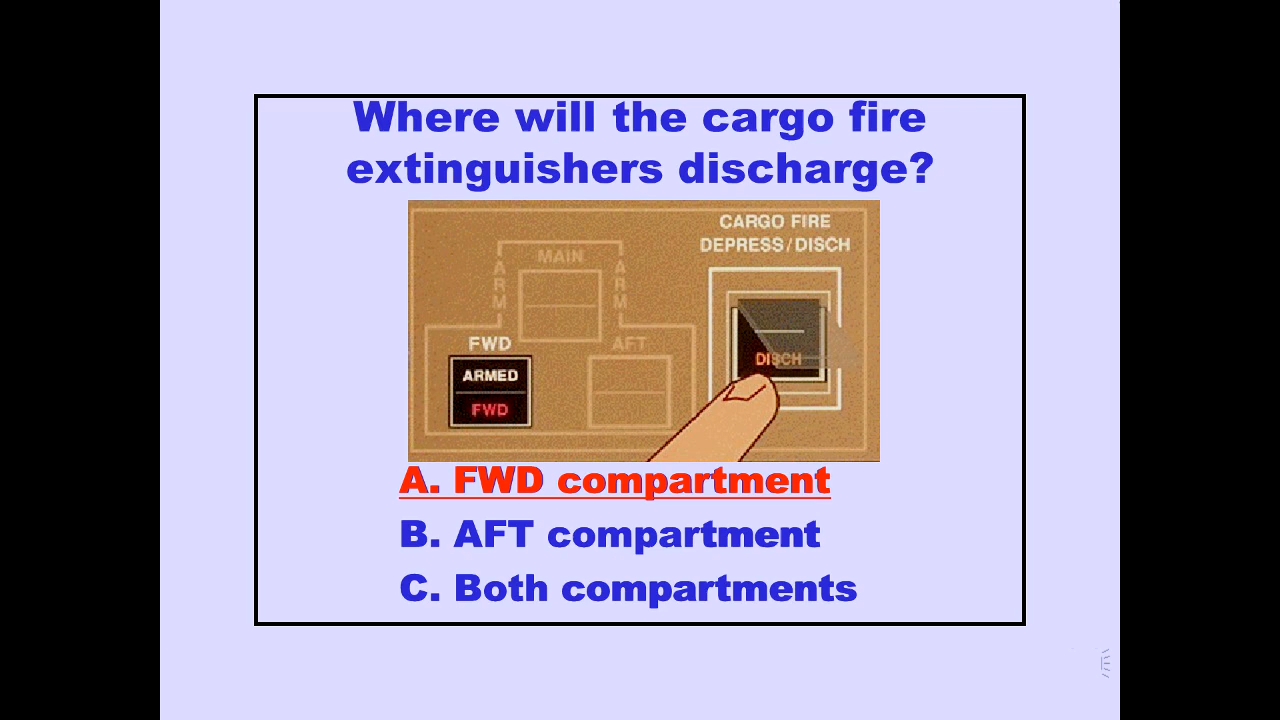 Where will the cargo fire
extinguishers discharge?
CARGO FIRE
DEPRESS/DISCH
MAIN
ARM
ARM
FWD
AFT
ARMED
FWD
DISCH
A. FWD compartment
B. AFT compartment
C. Both compartments